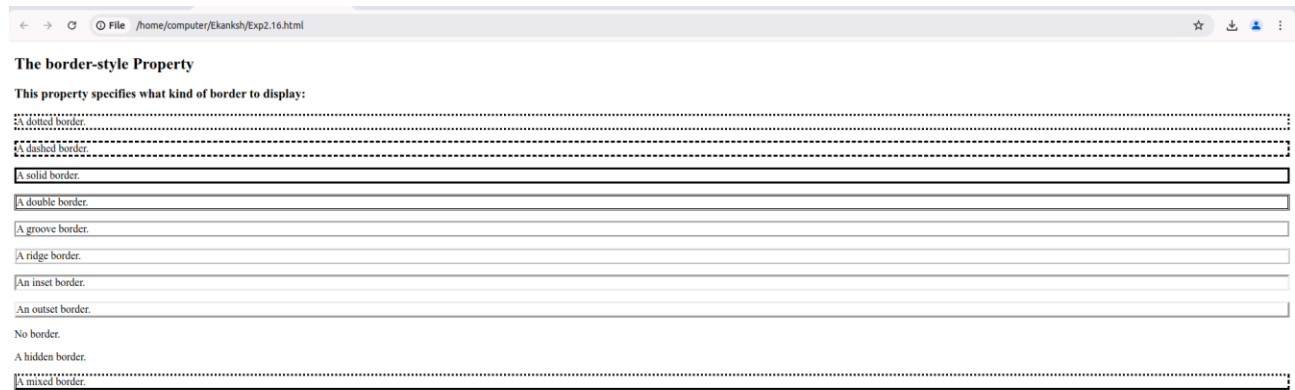 File /home/computer/Ekanksh/Exp2.16.html
The border-style Property
This property specifies what kind of border to display:
A dotted border.
A dashed border.
A solid border.
A double border.
A groove border.
A ridge border.
An inset border.
An outset border.
No border.
A hidden border.
A mixed border.